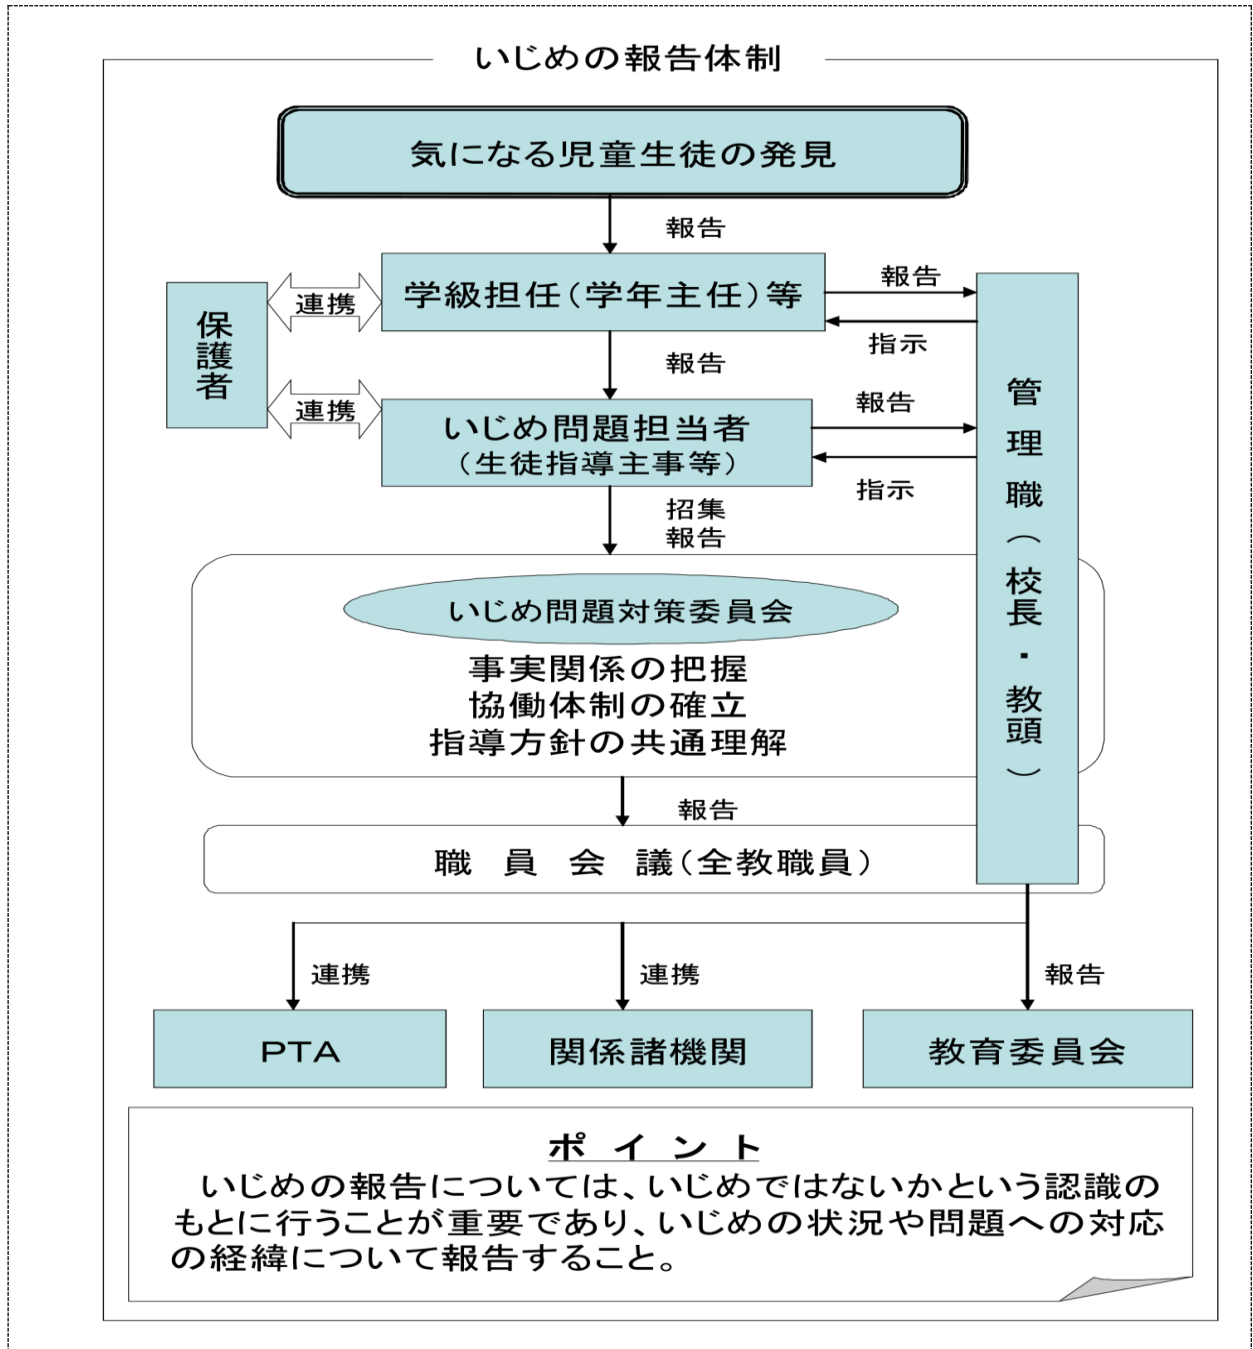 いじめの報告体制
気になる児童生徒の発見
報告
学級担任（学年主任）等
報告
指示
連携
保護者
報告
連携
いじめ問題担当者
（生徒指導主事等）
報告
指示
管理職（校長・教頭）
招集
報告
いじめ問題対策委員会
事実関係の把握
協働体制の確立
指導方針の共通理解
報告
職員会議（全教職員）
連携
連携
報告
PTA
関係諸機関
教育委員会
ポイント
いじめの報告については、いじめではないかという認識の
もとに行うことが重要であり、いじめの状況や問題への対応
の経緯について報告すること。